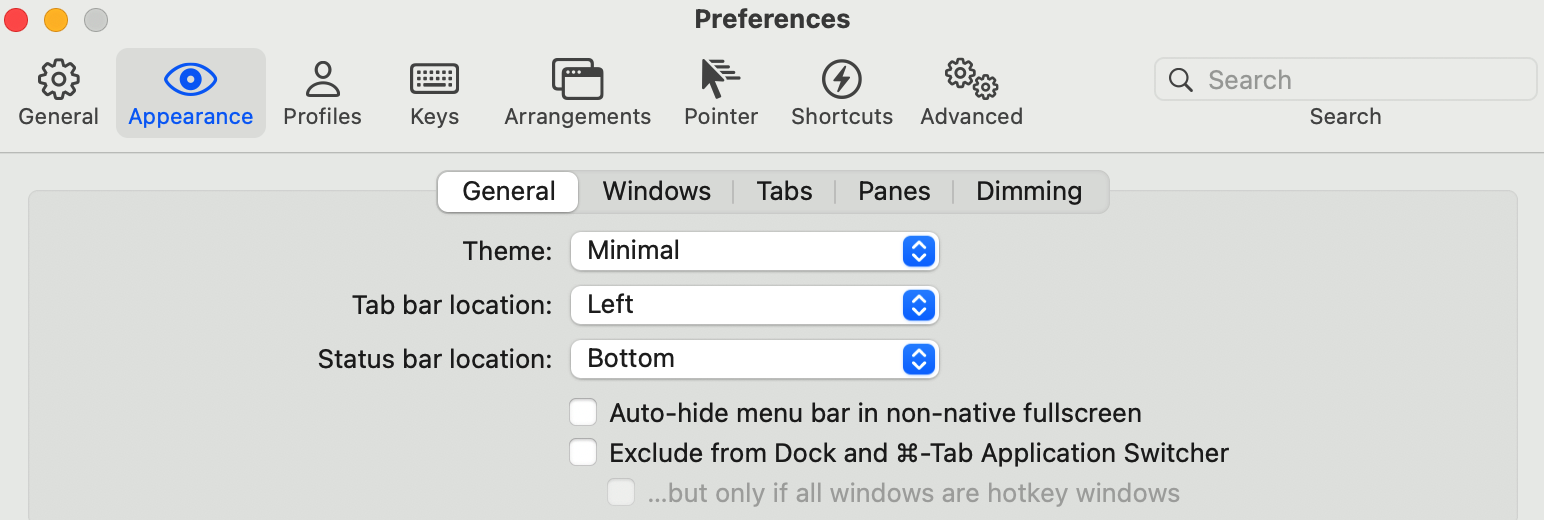 Preferences
General Appearance Profiles Keys Arrangements Pointer Shortcuts Advanced Search
Search
General Windows Tabs Panes Dimming
Theme: Minimal
Tab bar location: Left
Status bar location: Bottom
Auto-hide menu bar in non-native fullscreen
Exclude from Dock and ⌘-Tab Application Switcher
...but only if all windows are hotkey windows